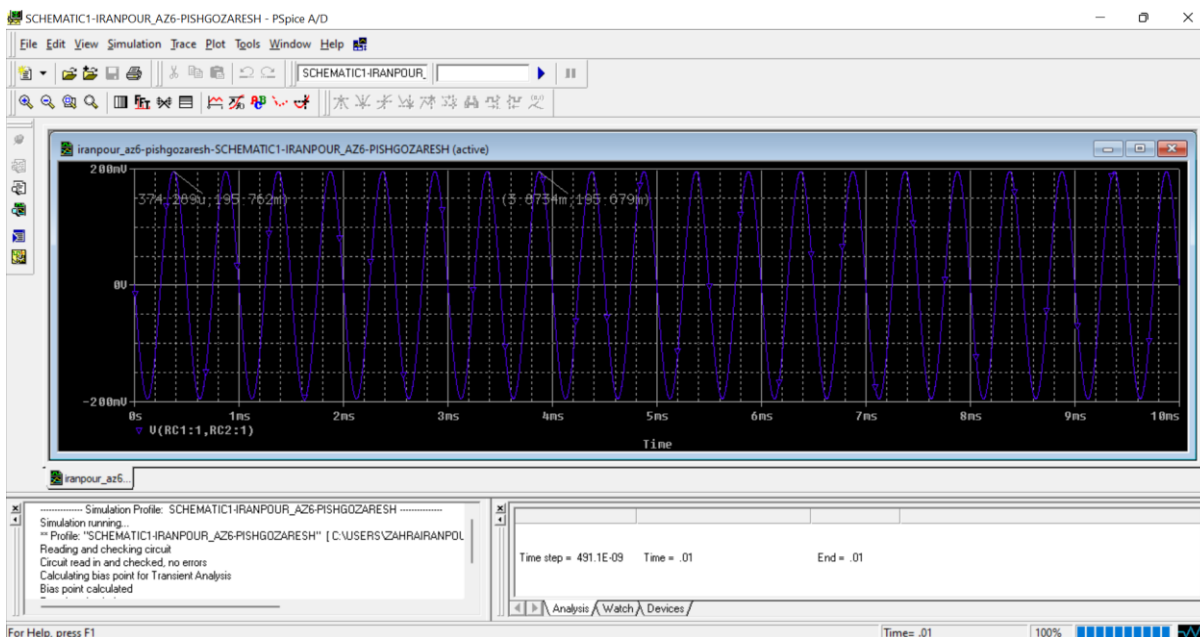 SCHEMATIC1-IRANPOUR_AZ6-PISHGOZARESH - PSpice A/D
File Edit View Simulation Trace Plot Tools Window Help
SCHEMATIC1-IRANPOUR_
iranpour_az6-pishgozaresh-SCHEMATIC1-IRANPOUR_AZ6-PISHGOZARESH (active)
200mV
374.289u,195.762m)
(3.8734m,195.079m)
0V
-200mV
0s 1ms 2ms 3ms 4ms 5ms 6ms 7ms 8ms 9ms 10ms
V(RC1:1,RC2:1)
Time
iranpour_az6...
-------------- Simulation Profile: SCHEMATIC1-IRANPOUR_AZ6-PISHGOZARESH --------------
Simulation running...
** Profile: "SCHEMATIC1-IRANPOUR_AZ6-PISHGOZARESH" [ C:\USERS\ZAHRAIRANPOU
Reading and checking circuit
Circuit read in and checked, no errors
Calculating bias point for Transient Analysis
Bias point calculated
Time step = 491.1E-09 Time = .01 End = .01
Analysis Watch Devices
For Help, press F1
Time= .01 100%